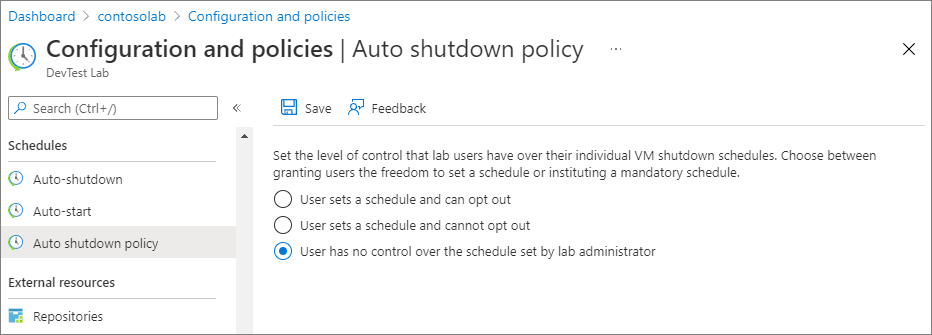 Dashboard > contosolab > Configuration and policies
Configuration and policies | Auto shutdown policy ...
DevTest Lab
Search (Ctrl+/)
«
Save
Feedback
Schedules
Auto-shutdown
Auto-start
Auto shutdown policy
External resources
Repositories
Set the level of control that lab users have over their individual VM shutdown schedules. Choose between
granting users the freedom to set a schedule or instituting a mandatory schedule.
User sets a schedule and can opt out
User sets a schedule and cannot opt out
User has no control over the schedule set by lab administrator